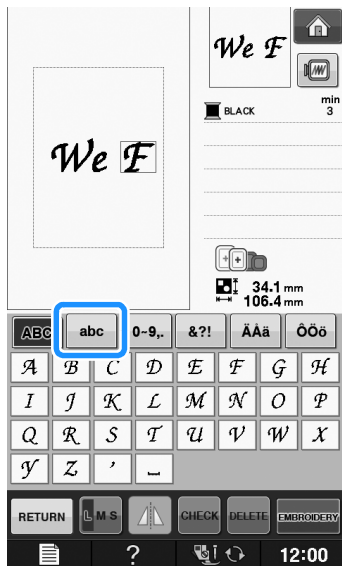 We F
BLACK
min
3
We F
34.1 mm
106.4 mm
ABC abc 0~9,. &?! ÄÅä ÔÖö
A B C D E F G H
I J K L M N O P
Q R S T U V W X
Y Z ’ ⎵
RETURN L M S CHECK DELETE EMBROIDERY
? 12:00